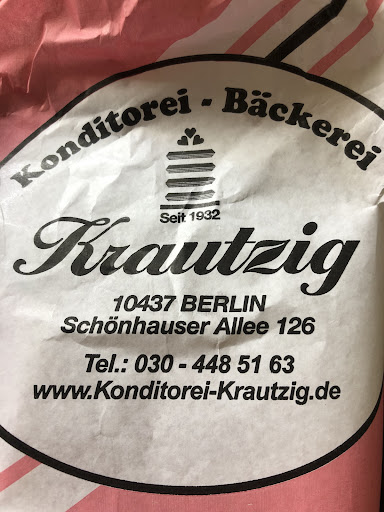 Konditorei - Bäckerei
Seit 1932
Krautzig
10437 BERLIN
Schönhauser Allee 126
Tel.: 030 - 448 51 63
www.Konditorei-Krautzig.de